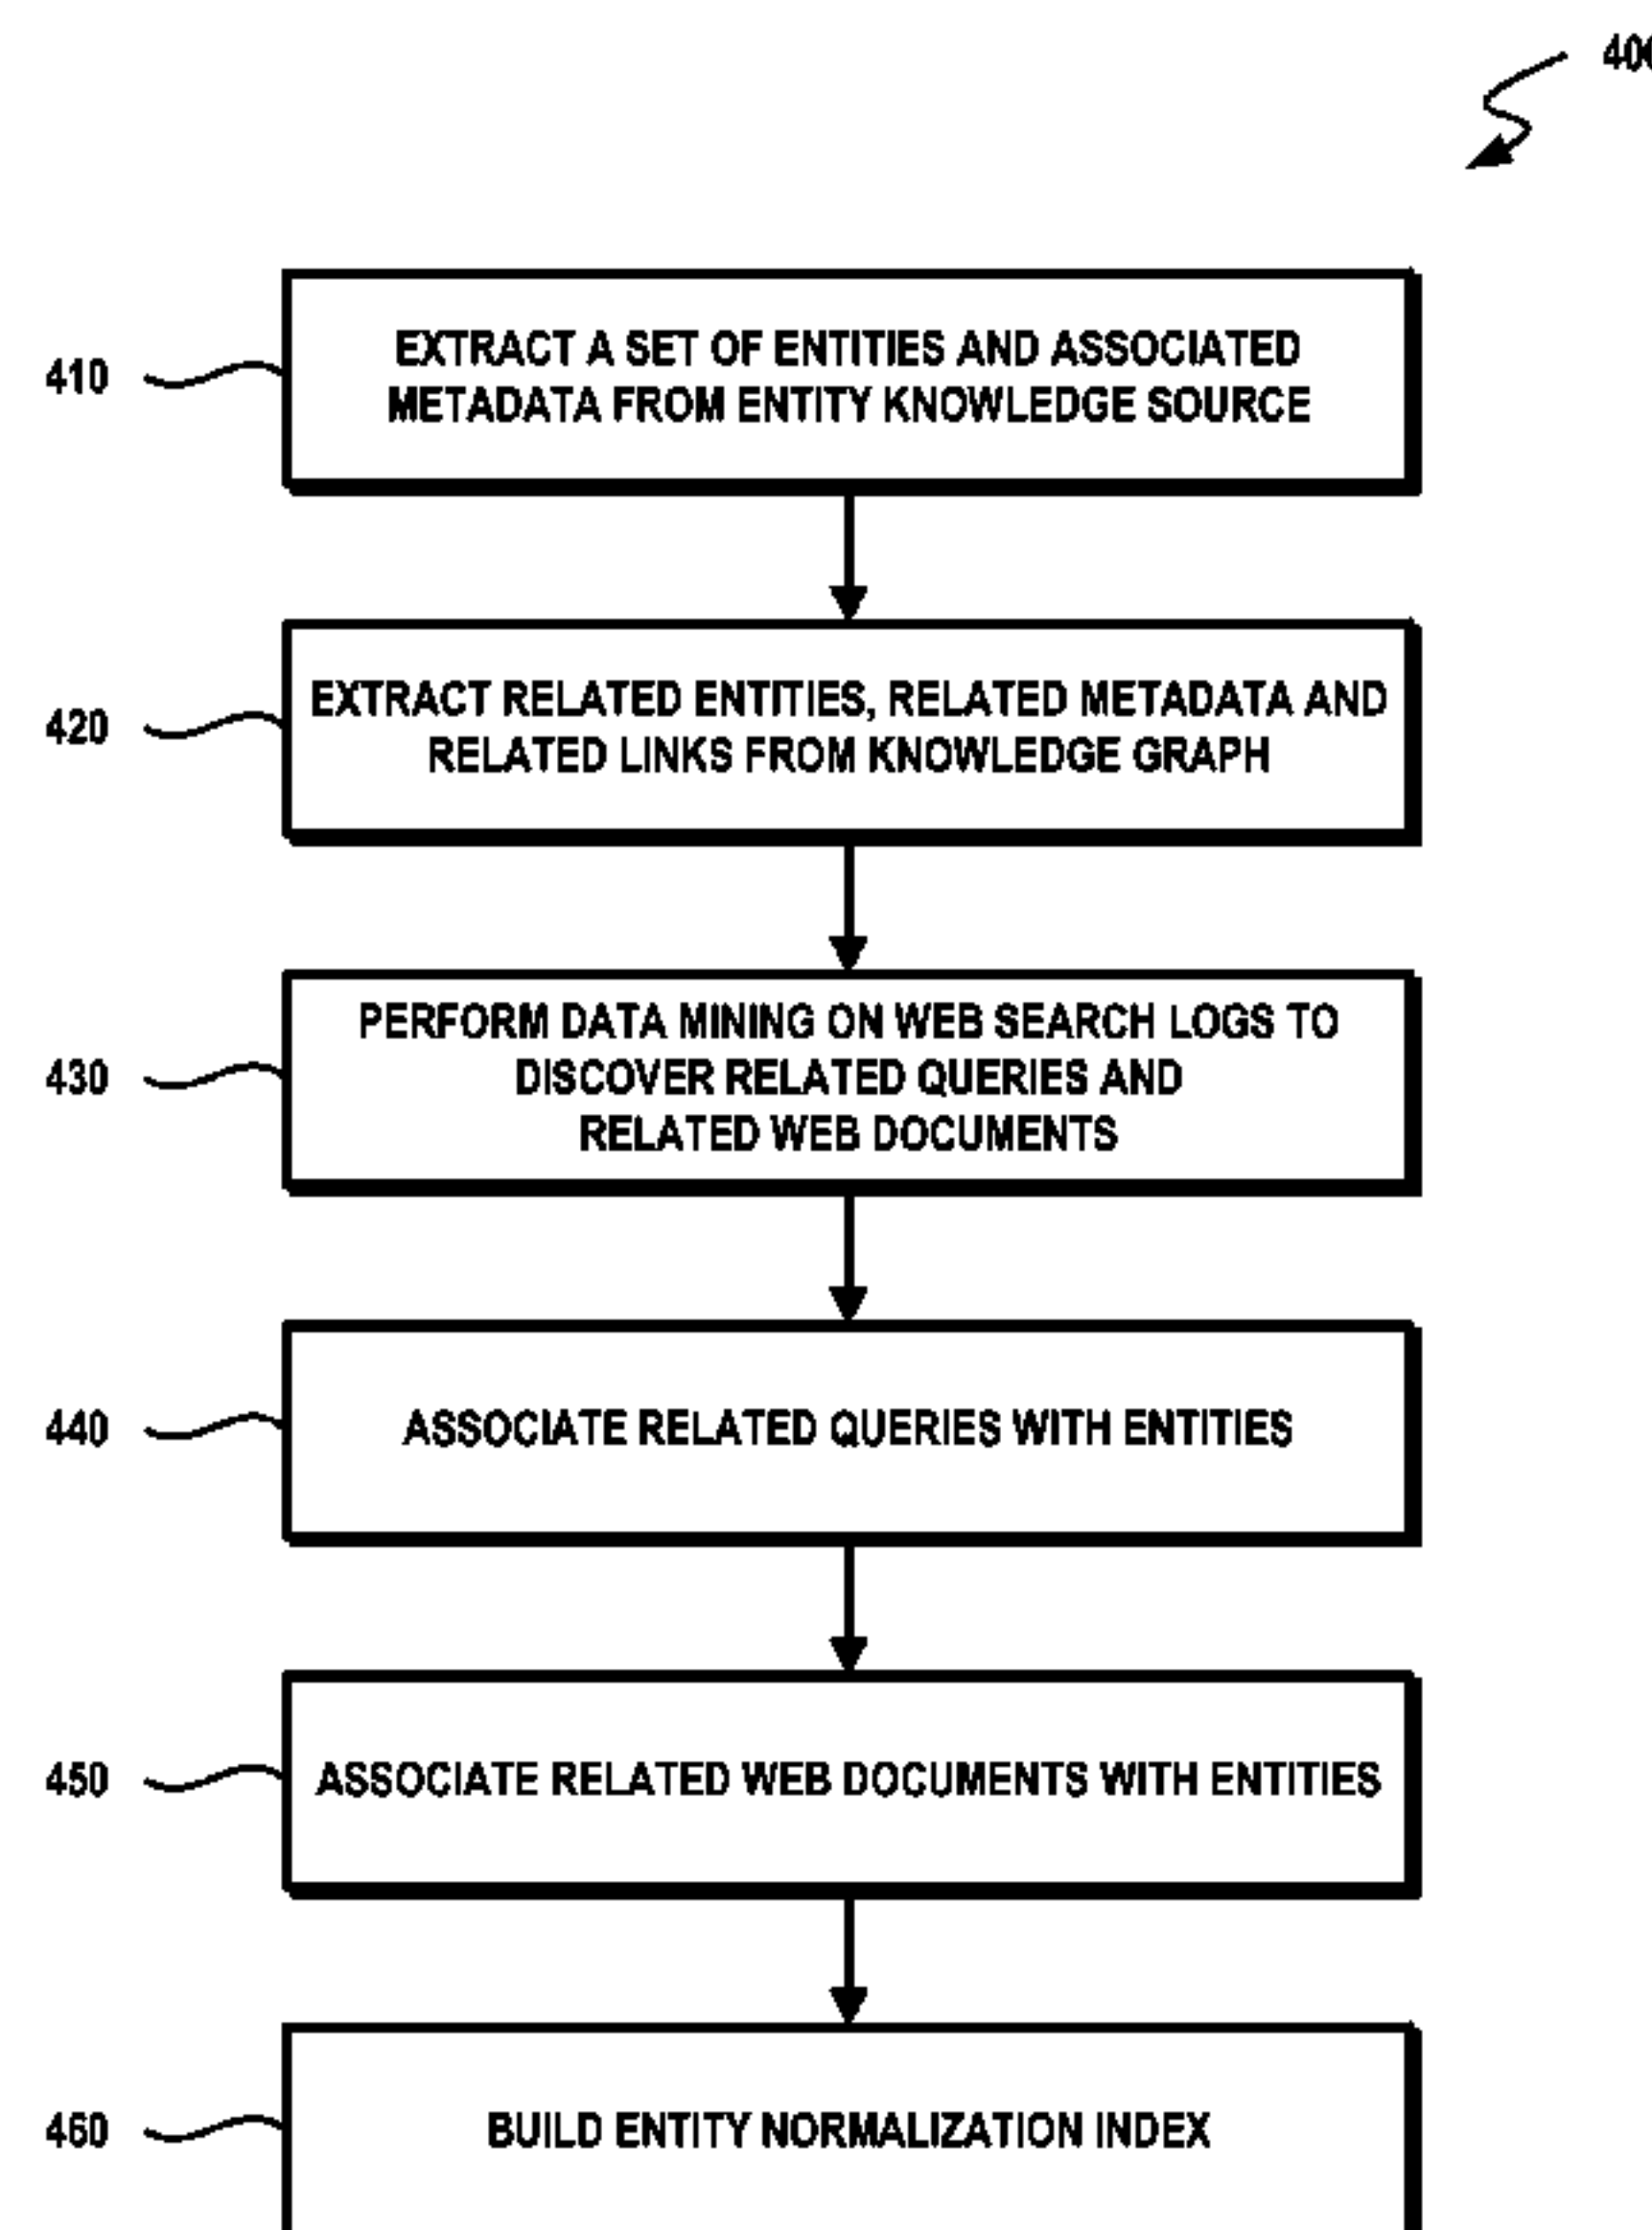 400
410
EXTRACT A SET OF ENTITIES AND ASSOCIATED
METADATA FROM ENTITY KNOWLEDGE SOURCE
420
EXTRACT RELATED ENTITIES, RELATED METADATA AND
RELATED LINKS FROM KNOWLEDGE GRAPH
430
PERFORM DATA MINING ON WEB SEARCH LOGS TO
DISCOVER RELATED QUERIES AND
RELATED WEB DOCUMENTS
440
ASSOCIATE RELATED QUERIES WITH ENTITIES
450
ASSOCIATE RELATED WEB DOCUMENTS WITH ENTITIES
460
BUILD ENTITY NORMALIZATION INDEX